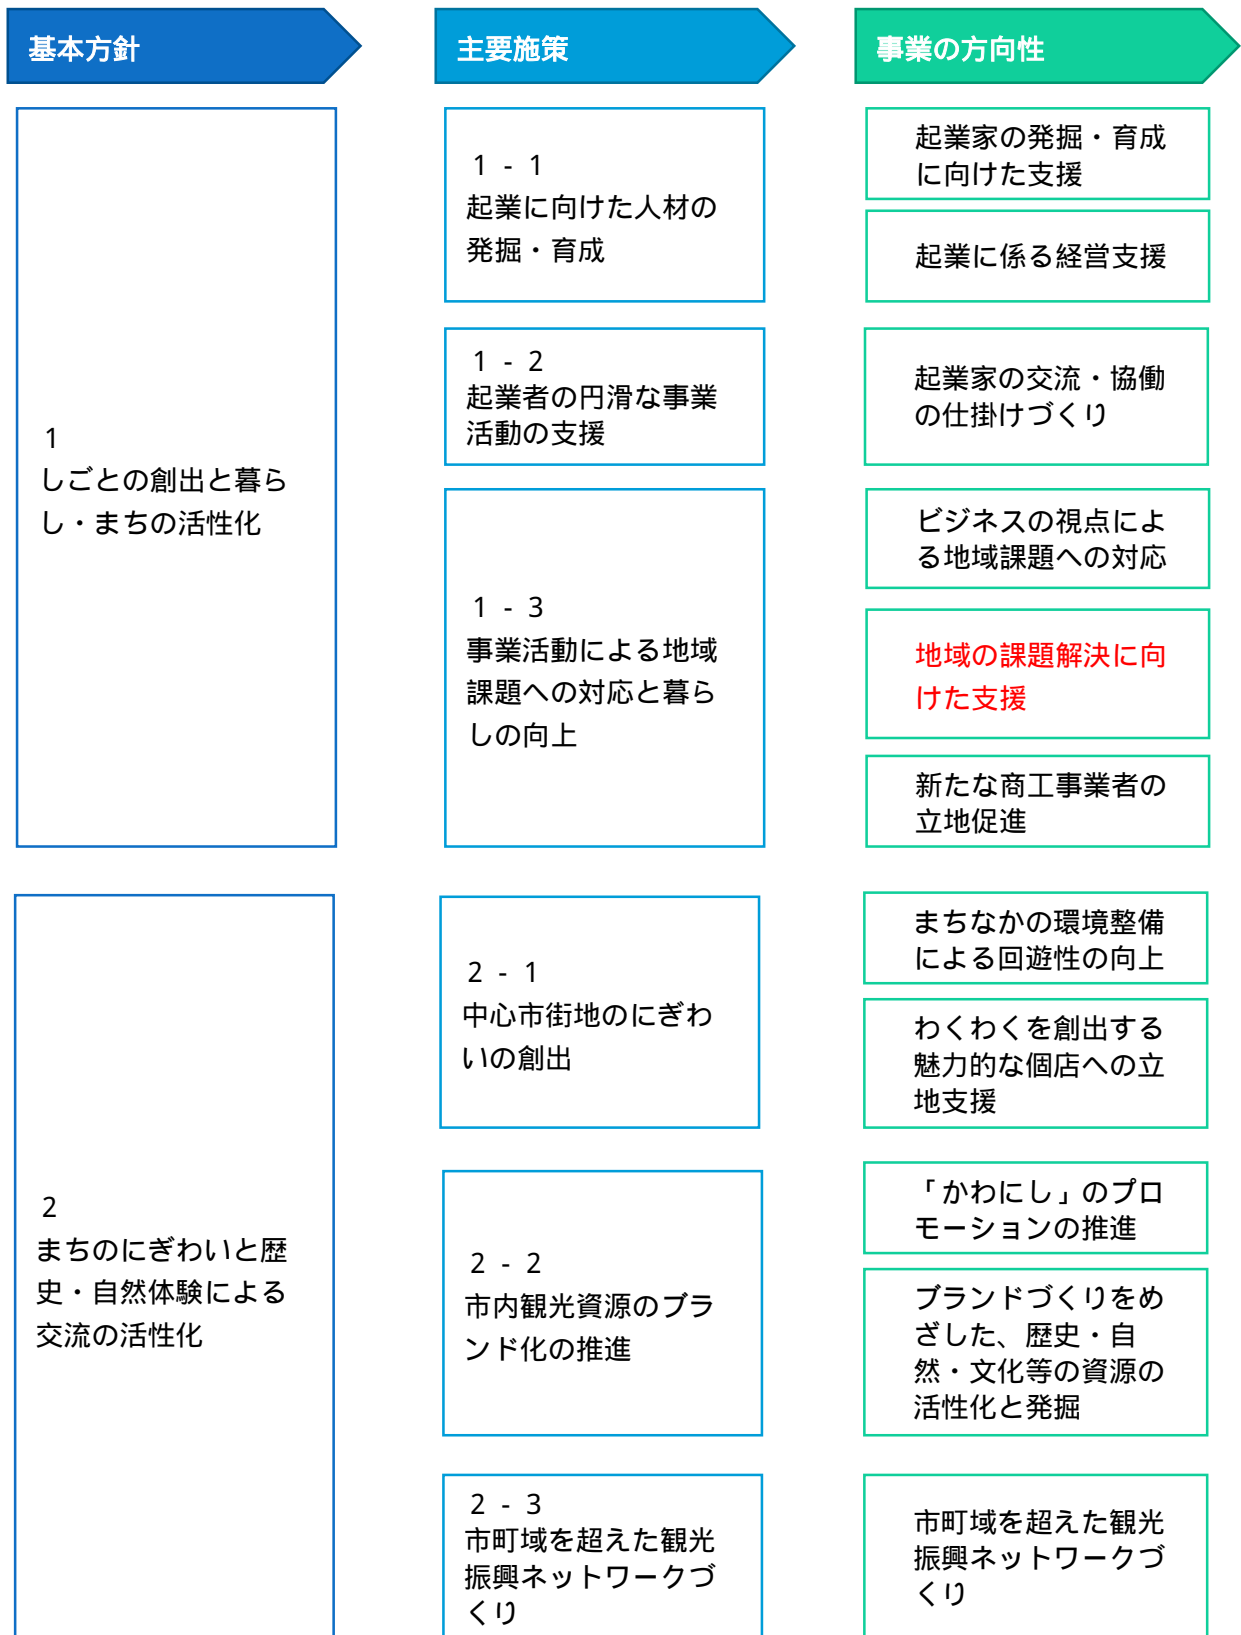 基本方針
主要施策
事業の方向性
1
しごとの創出と暮ら
し・まちの活性化
1 - 1
起業に向けた人材の
発掘・育成
起業家の発掘・育成
に向けた支援
起業に係る経営支援
1 - 2
起業者の円滑な事業
活動の支援
起業家の交流・協働
の仕掛けづくり
1 - 3
事業活動による地域
課題への対応と暮ら
しの向上
ビジネスの視点によ
る地域課題への対応
地域の課題解決に向
けた支援
新たな商工事業者の
立地促進
2
まちのにぎわいと歴
史・自然体験による
交流の活性化
2 - 1
中心市街地のにぎわ
いの創出
まちなかの環境整備
による回遊性の向上
わくわくを創出する
魅力的な個店への立
地支援
2 - 2
市内観光資源のブラ
ンド化の推進
「かわにし」のプロ
モーションの推進
ブランドづくりをめ
ざした、歴史・自
然・文化等の資源の
活性化と発掘
2 - 3
市町域を超えた観光
振興ネットワークづ
くり
市町域を超えた観光
振興ネットワークづ
くり